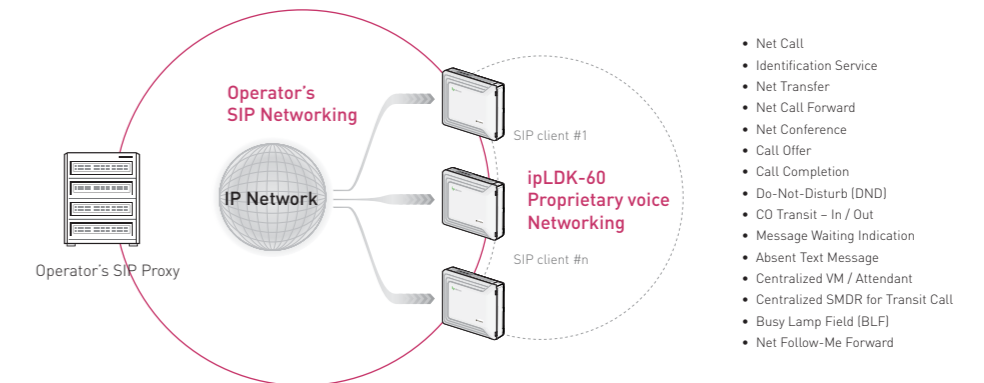 Operator's
SIP Networking
IP Network
Operator's SIP Proxy
SIP client #1
ipLDK-60
Proprietary voice
Networking
SIP client #n
• Net Call
• Identification Service
• Net Transfer
• Net Call Forward
• Net Conference
• Call Offer
• Call Completion
• Do-Not-Disturb (DND)
• CO Transit – In / Out
• Message Waiting Indication
• Absent Text Message
• Centralized VM / Attendant
• Centralized SMDR for Transit Call
• Busy Lamp Field (BLF)
• Net Follow-Me Forward